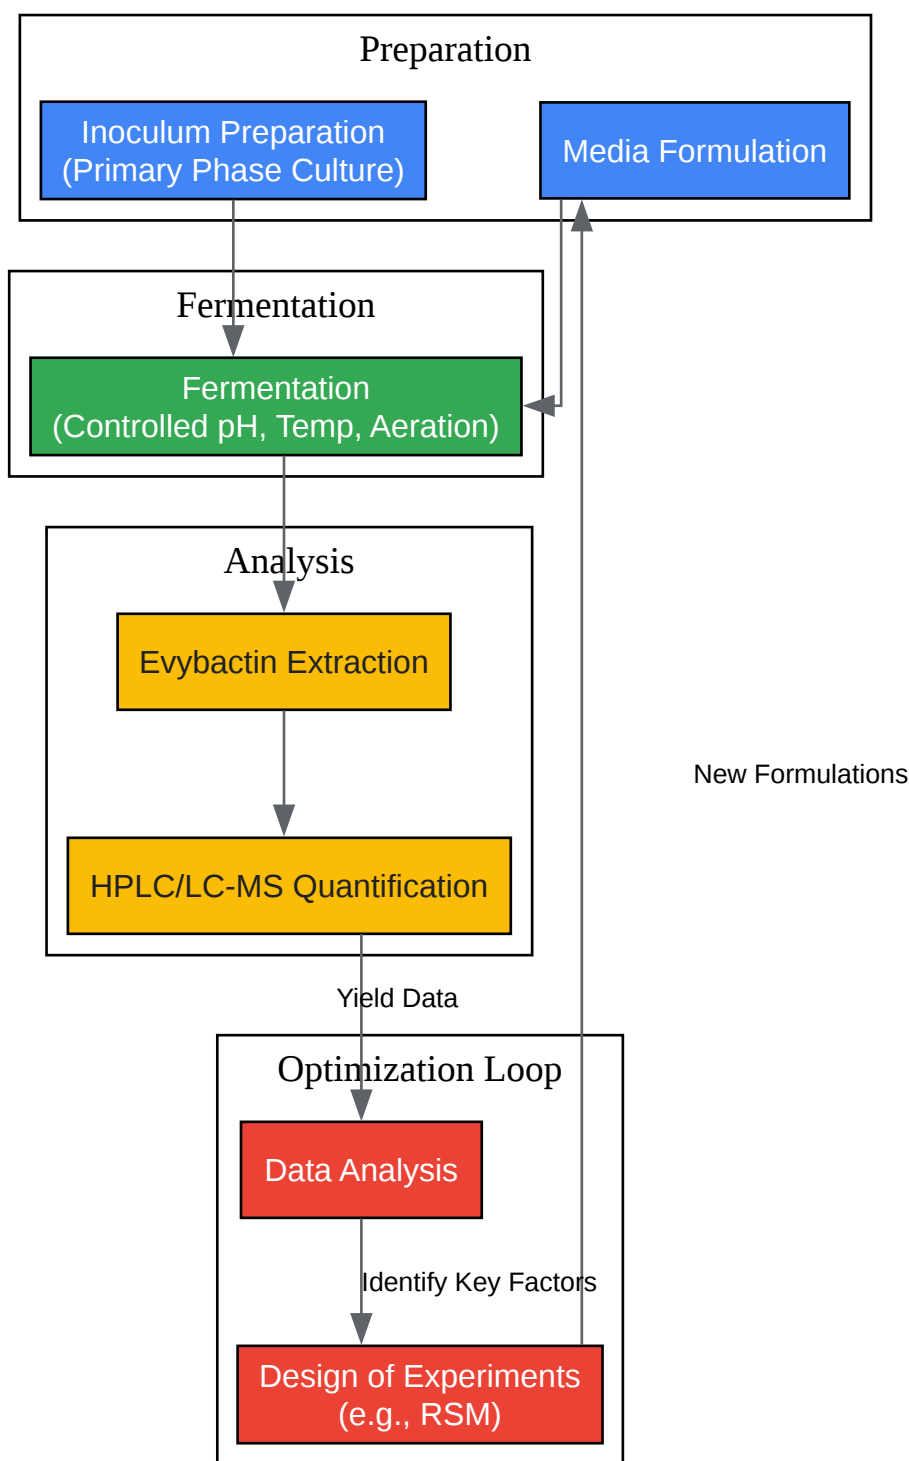 Preparation
Inoculum Preparation
(Primary Phase Culture)
Media Formulation
Fermentation
Fermentation
(Controlled pH, Temp, Aeration)
Analysis
Evybactin Extraction
New Formulations
HPLC/LC-MS Quantification
Yield Data
Optimization Loop
Data Analysis
Identify Key Factors
Design of Experiments
(e.g., RSM)